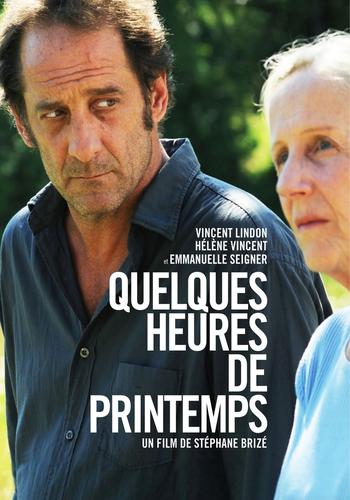 VINCENT LINDON
HÉLÈNE VINCENT
et EMMANUELLE SEIGNER
QUELQUES
HEURES
DE
PRINTEMPS
UN FILM DE STÉPHANE BRIZÉ